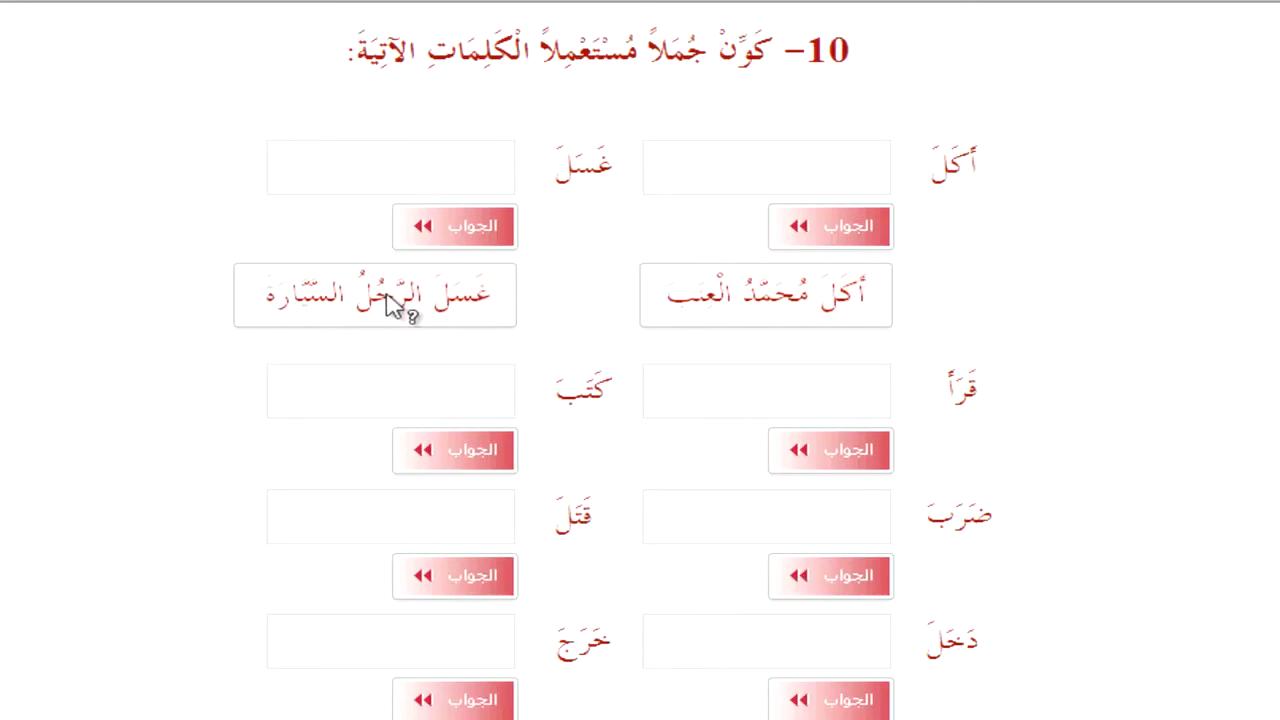 10- كَوِّنْ جُمَلاً مُسْتَعْمِلاً الْكَلِمَاتِ الآتِيَةَ:
أَكَلَ غَسَلَ
الجواب الجواب
أَكَلَ مُحَمَّدُ الْعِنَبَ غَسَلَ الرَّجُلُ السَّيَّارَةَ
قَرَأَ كَتَبَ
الجواب الجواب
ضَرَبَ قَتَلَ
الجواب الجواب
دَخَلَ خَرَجَ
الجواب الجواب